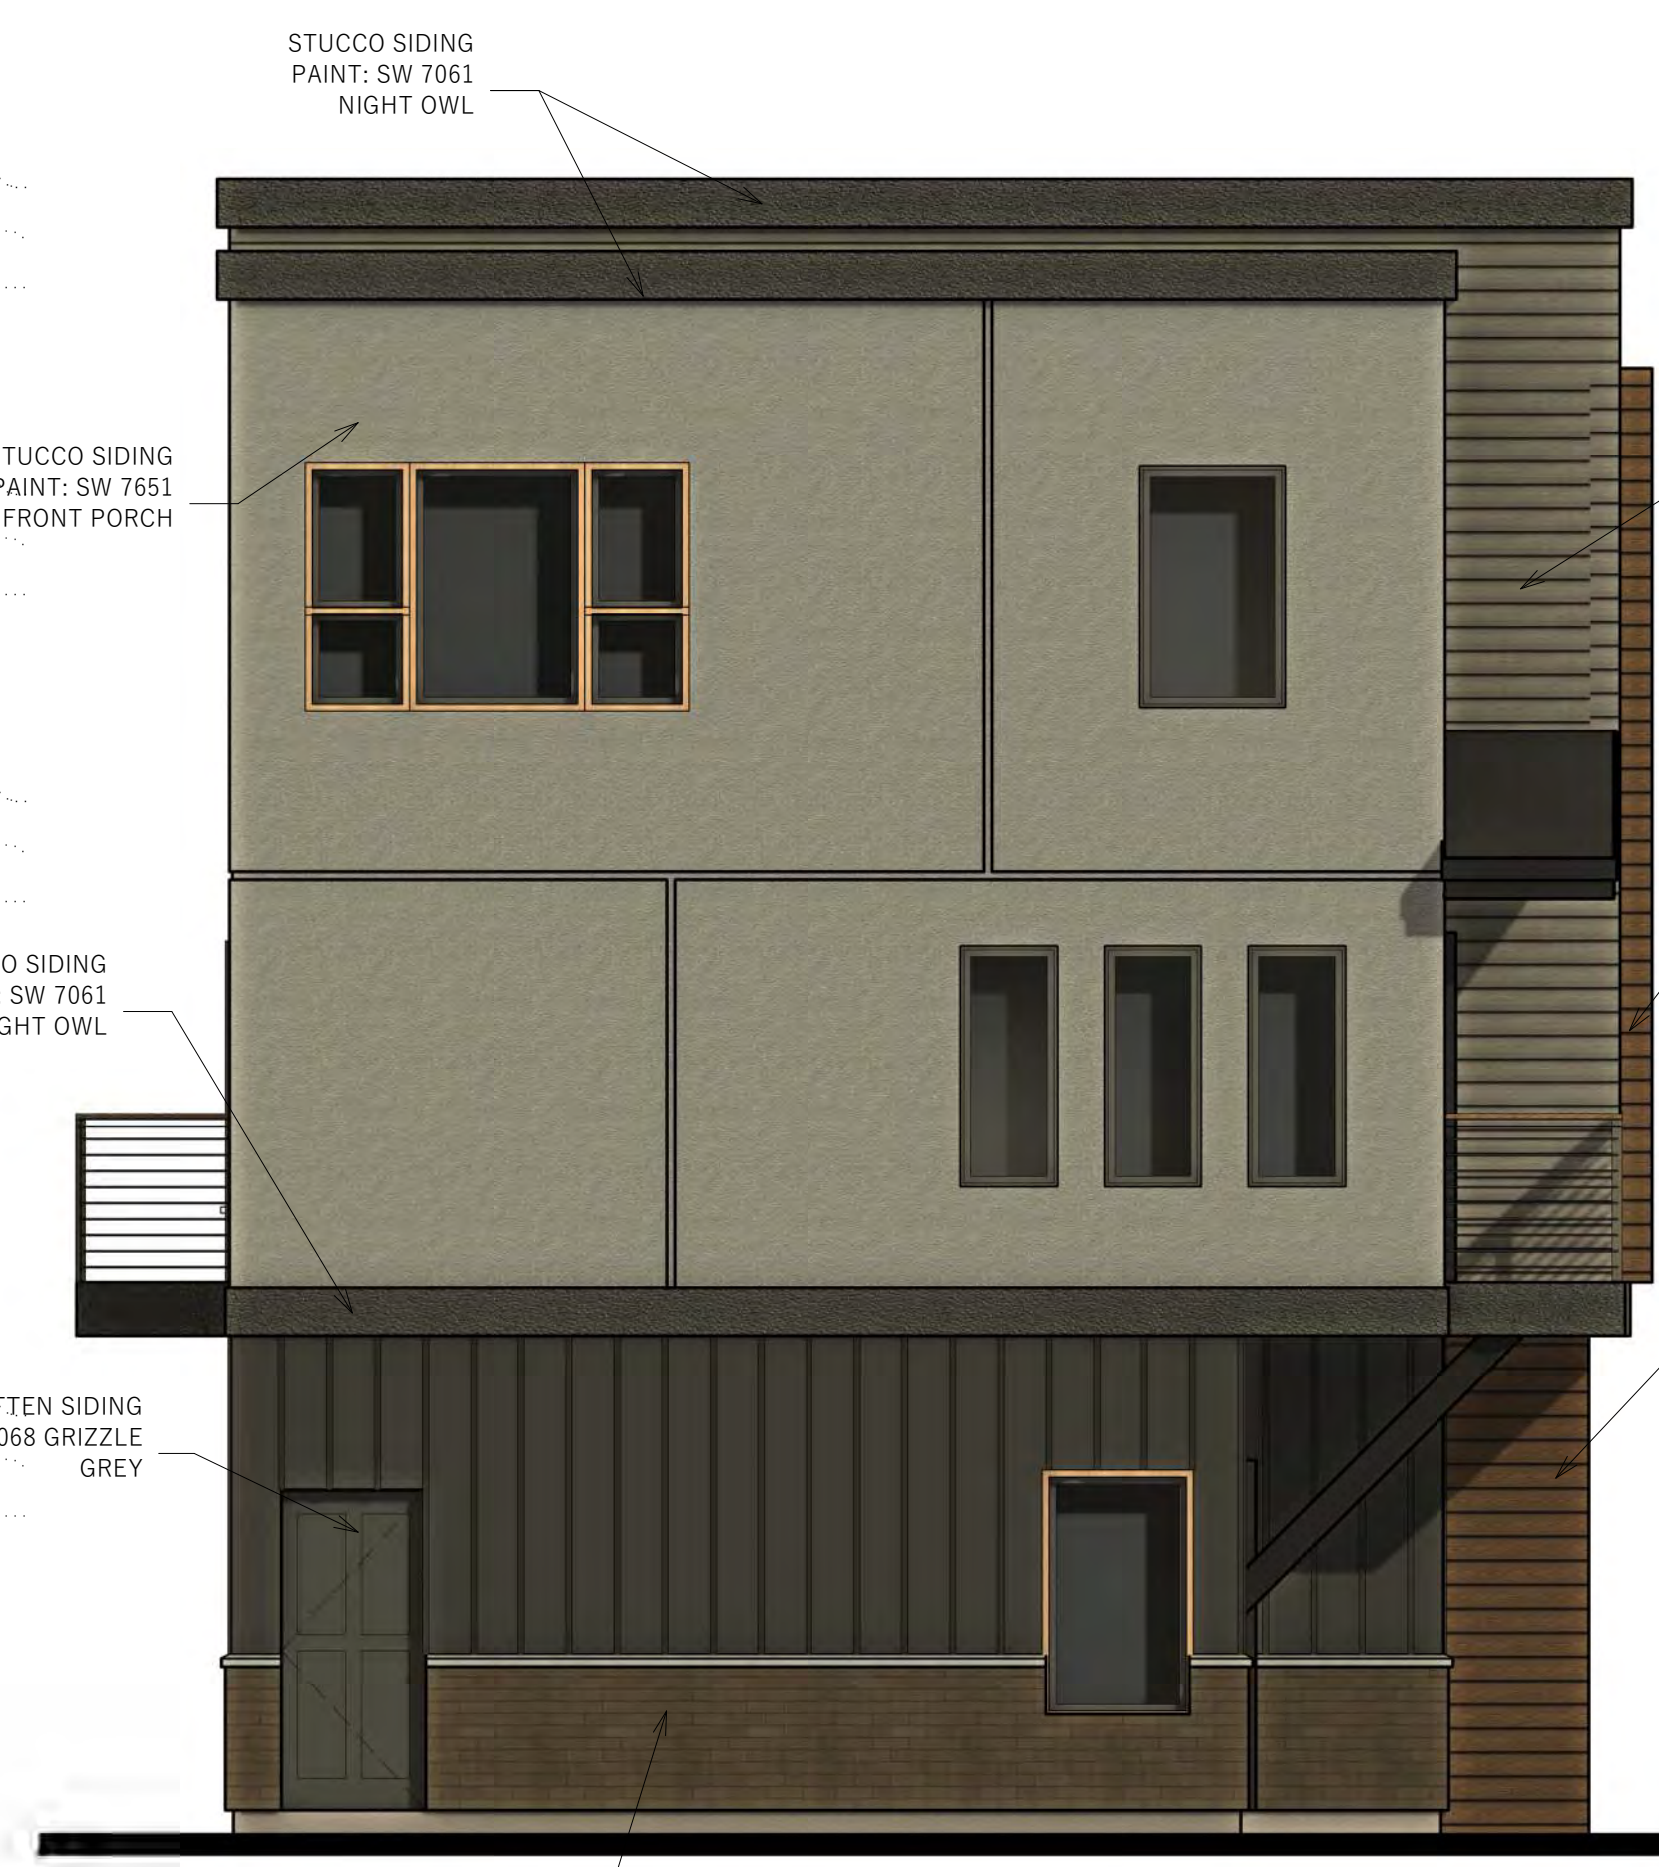 STUCCO SIDING
PAINT: SW 7061
NIGHT OWL
TUCCO SIDING
PAINT: SW 7651
FRONT PORCH
O SIDING
: SW 7061
GHT OWL
TEN SIDING
068 GRIZZLE
GREY